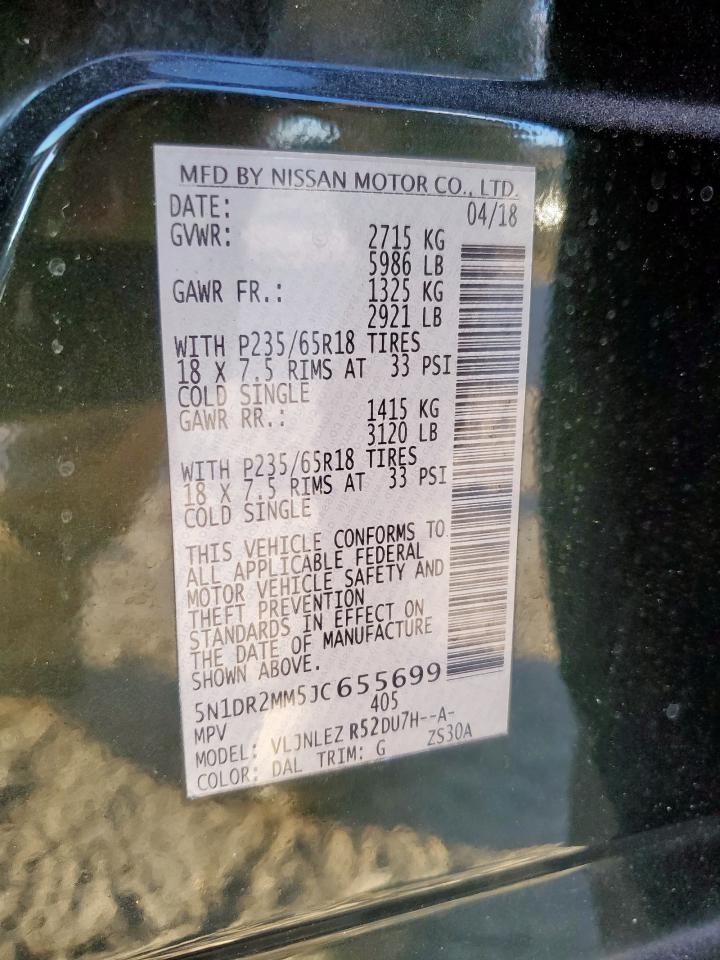 MFD BY NISSAN MOTOR CO., LTD.
DATE: 04/18
GVWR: 2715 KG
5986 LB
GAWR FR.: 1325 KG
2921 LB
WITH P235/65R18 TIRES
18 X 7.5 RIMS AT 33 PSI
COLD SINGLE
GAWR RR.: 1415 KG
3120 LB
WITH P235/65R18 TIRES
18 X 7.5 RIMS AT 33 PSI
COLD SINGLE
THIS VEHICLE CONFORMS TO
ALL APPLICABLE FEDERAL
MOTOR VEHICLE SAFETY AND
THEFT PREVENTION
STANDARDS IN EFFECT ON
THE DATE OF MANUFACTURE
SHOWN ABOVE.
5N1DR2MM5JC655699
MPV 405
MODEL: VLJNLEZ R52DU7H--A-
COLOR: DAL TRIM: G ZS30A